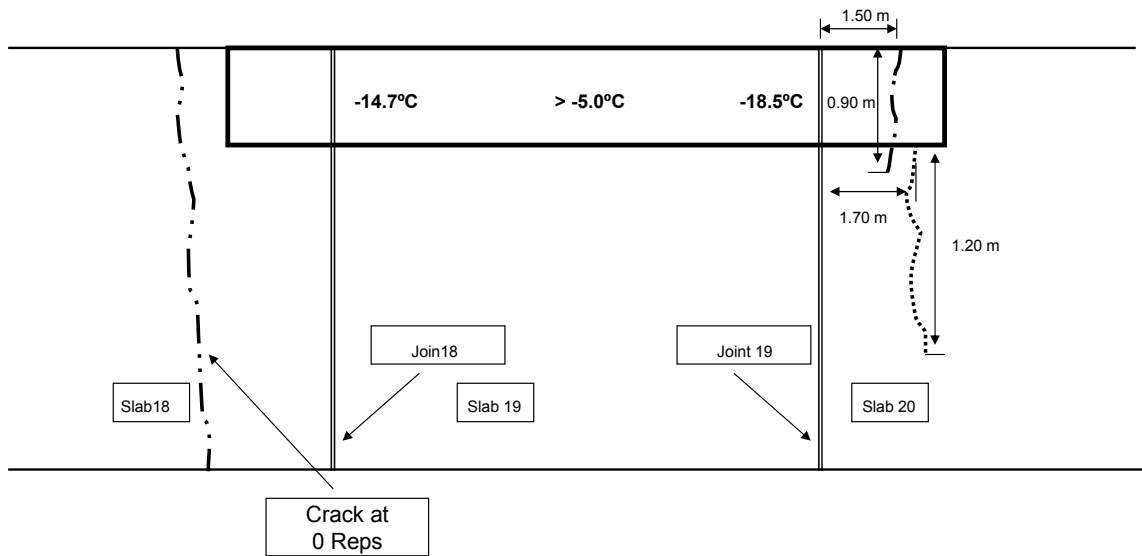 1.50 m
-14.7ºC
> -5.0ºC
-18.5ºC
0.90 m
1.70 m
1.20 m
Join18
Joint 19
Slab18
Slab 19
Slab 20
Crack at
0 Reps